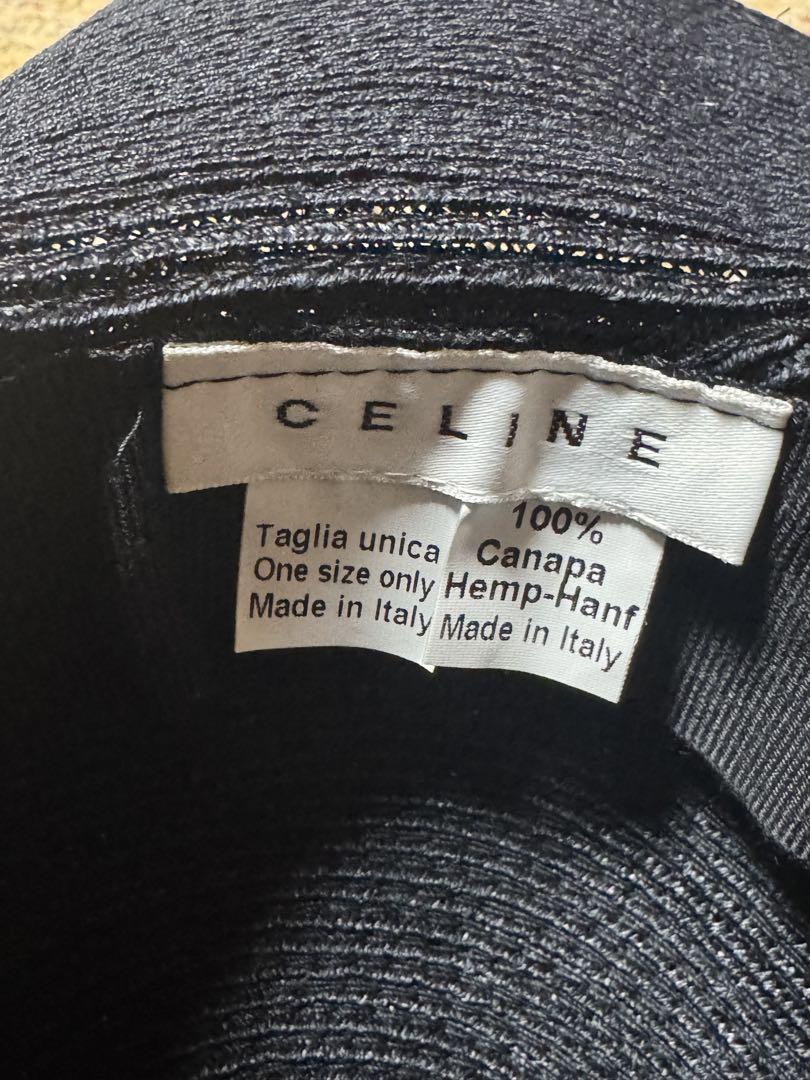 CELINE
Taglia unica
One size only
Made in Italy
100%
Canapa
Hemp-Hanf
Made in Italy